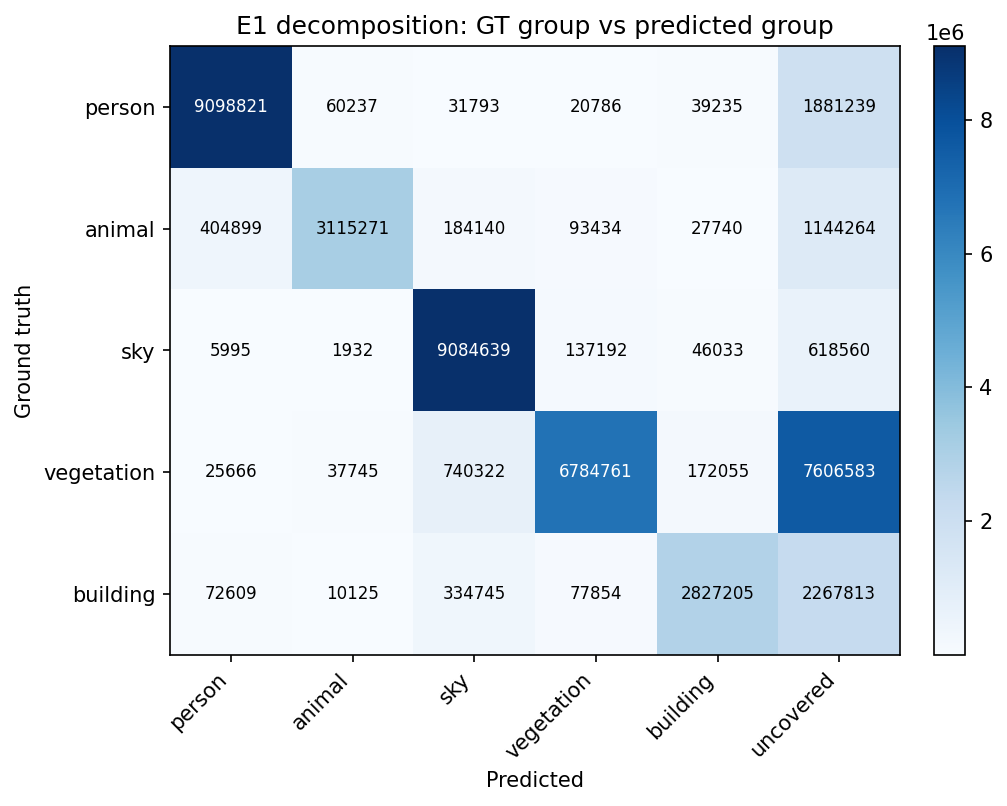 E1 decomposition: GT group vs predicted group
1e6
person 9098821 60237 31793 20786 39235 1881239
animal 404899 3115271 184140 93434 27740 1144264
sky 5995 1932 9084639 137192 46033 618560
vegetation 25666 37745 740322 6784761 172055 7606583
building 72609 10125 334745 77854 2827205 2267813
Ground truth
person animal sky vegetation building uncovered
Predicted
8
6
4
2